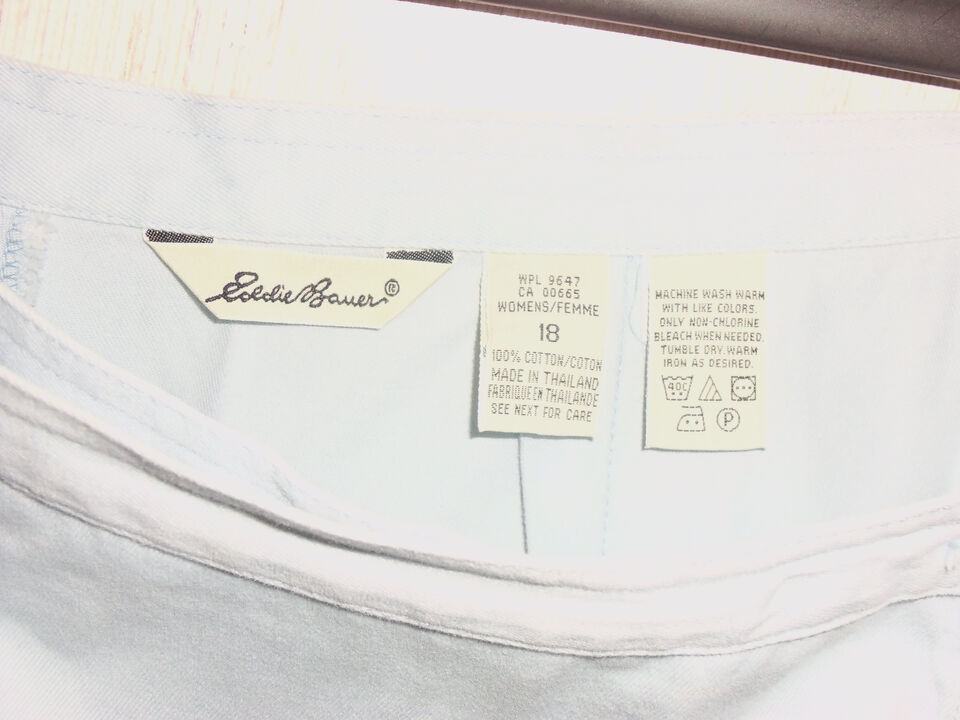 Eddie Bauer®
WPL 9647
CA 00665
WOMENS/FEMME
18
100% COTTON/COTON
MADE IN THAILAND
FABRIQUE EN THAILANDE
SEE NEXT FOR CARE
MACHINE WASH WARM
WITH LIKE COLORS.
ONLY NON-CHLORINE
BLEACH WHEN NEEDED.
TUMBLE DRY WARM
IRON AS DESIRED.
40C
P